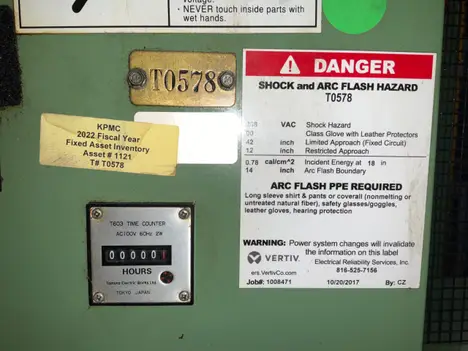 voltage.
· NEVER touch inside parts with
wet hands.
T0578
KPMC
2022 Fiscal Year
Fixed Asset Inventory
Asset # 1121
T# T0578
DANGER
SHOCK and ARC FLASH HAZARD
T0578
VAC Shock Hazard
00 Class Glove with Leather Protectors
42 inch Limited Approach (Fixed Circuit)
12 inch Restricted Approach
0.78 cal/cm^2 Incident Energy at 18 in
14 inch Arc Flash Boundary
ARC FLASH PPE REQUIRED
Long sleeve shirt & pants or coverall (nonmelting or
untreated natural fiber), safety glasses/goggles,
leather gloves, hearing protection
WARNING: Power system changes will invalidate
the information on this label
VERTIV. Electrical Reliability Services, Inc.
ers.VertivCo.com 816-525-7156
Job#: 1008471 10/20/2017 By: CZ
T603 TIME COUNTER
AC100V 60Hz 2W
00000
HOURS
Electric Works Ltd.
TOKYO JAPAN